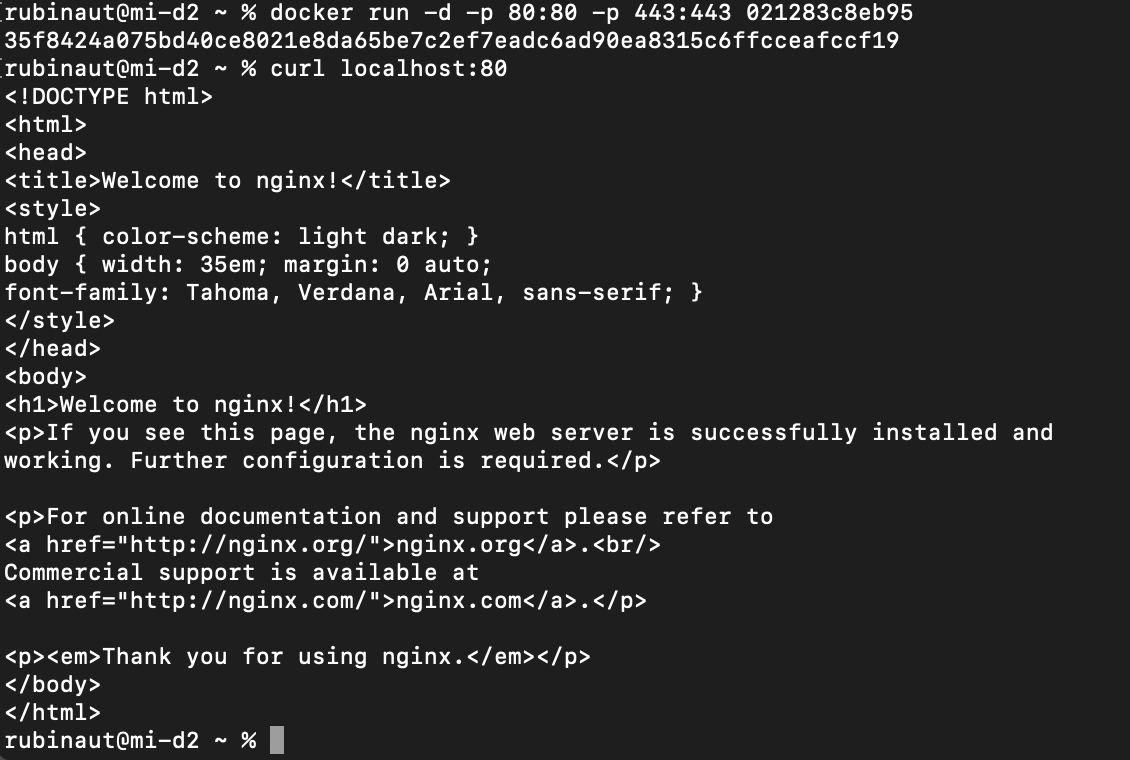 rubinaut@mi-d2 ~ % docker run -d -p 80:80 -p 443:443 021283c8eb95
35f8424a075bd40ce8021e8da65be7c2ef7eadc6ad90ea8315c6ffcceafccf19
rubinaut@mi-d2 ~ % curl localhost:80
<!DOCTYPE html>
<html>
<head>
<title>Welcome to nginx!</title>
<style>
html { color-scheme: light dark; }
body { width: 35em; margin: 0 auto;
font-family: Tahoma, Verdana, Arial, sans-serif; }
</style>
</head>
<body>
<h1>Welcome to nginx!</h1>
<p>If you see this page, the nginx web server is successfully installed and
working. Further configuration is required.</p>

<p>For online documentation and support please refer to
<a href="http://nginx.org/">nginx.org</a>.<br/>
Commercial support is available at
<a href="http://nginx.com/">nginx.com</a>.</p>

<p><em>Thank you for using nginx.</em></p>
</body>
</html>
rubinaut@mi-d2 ~ %